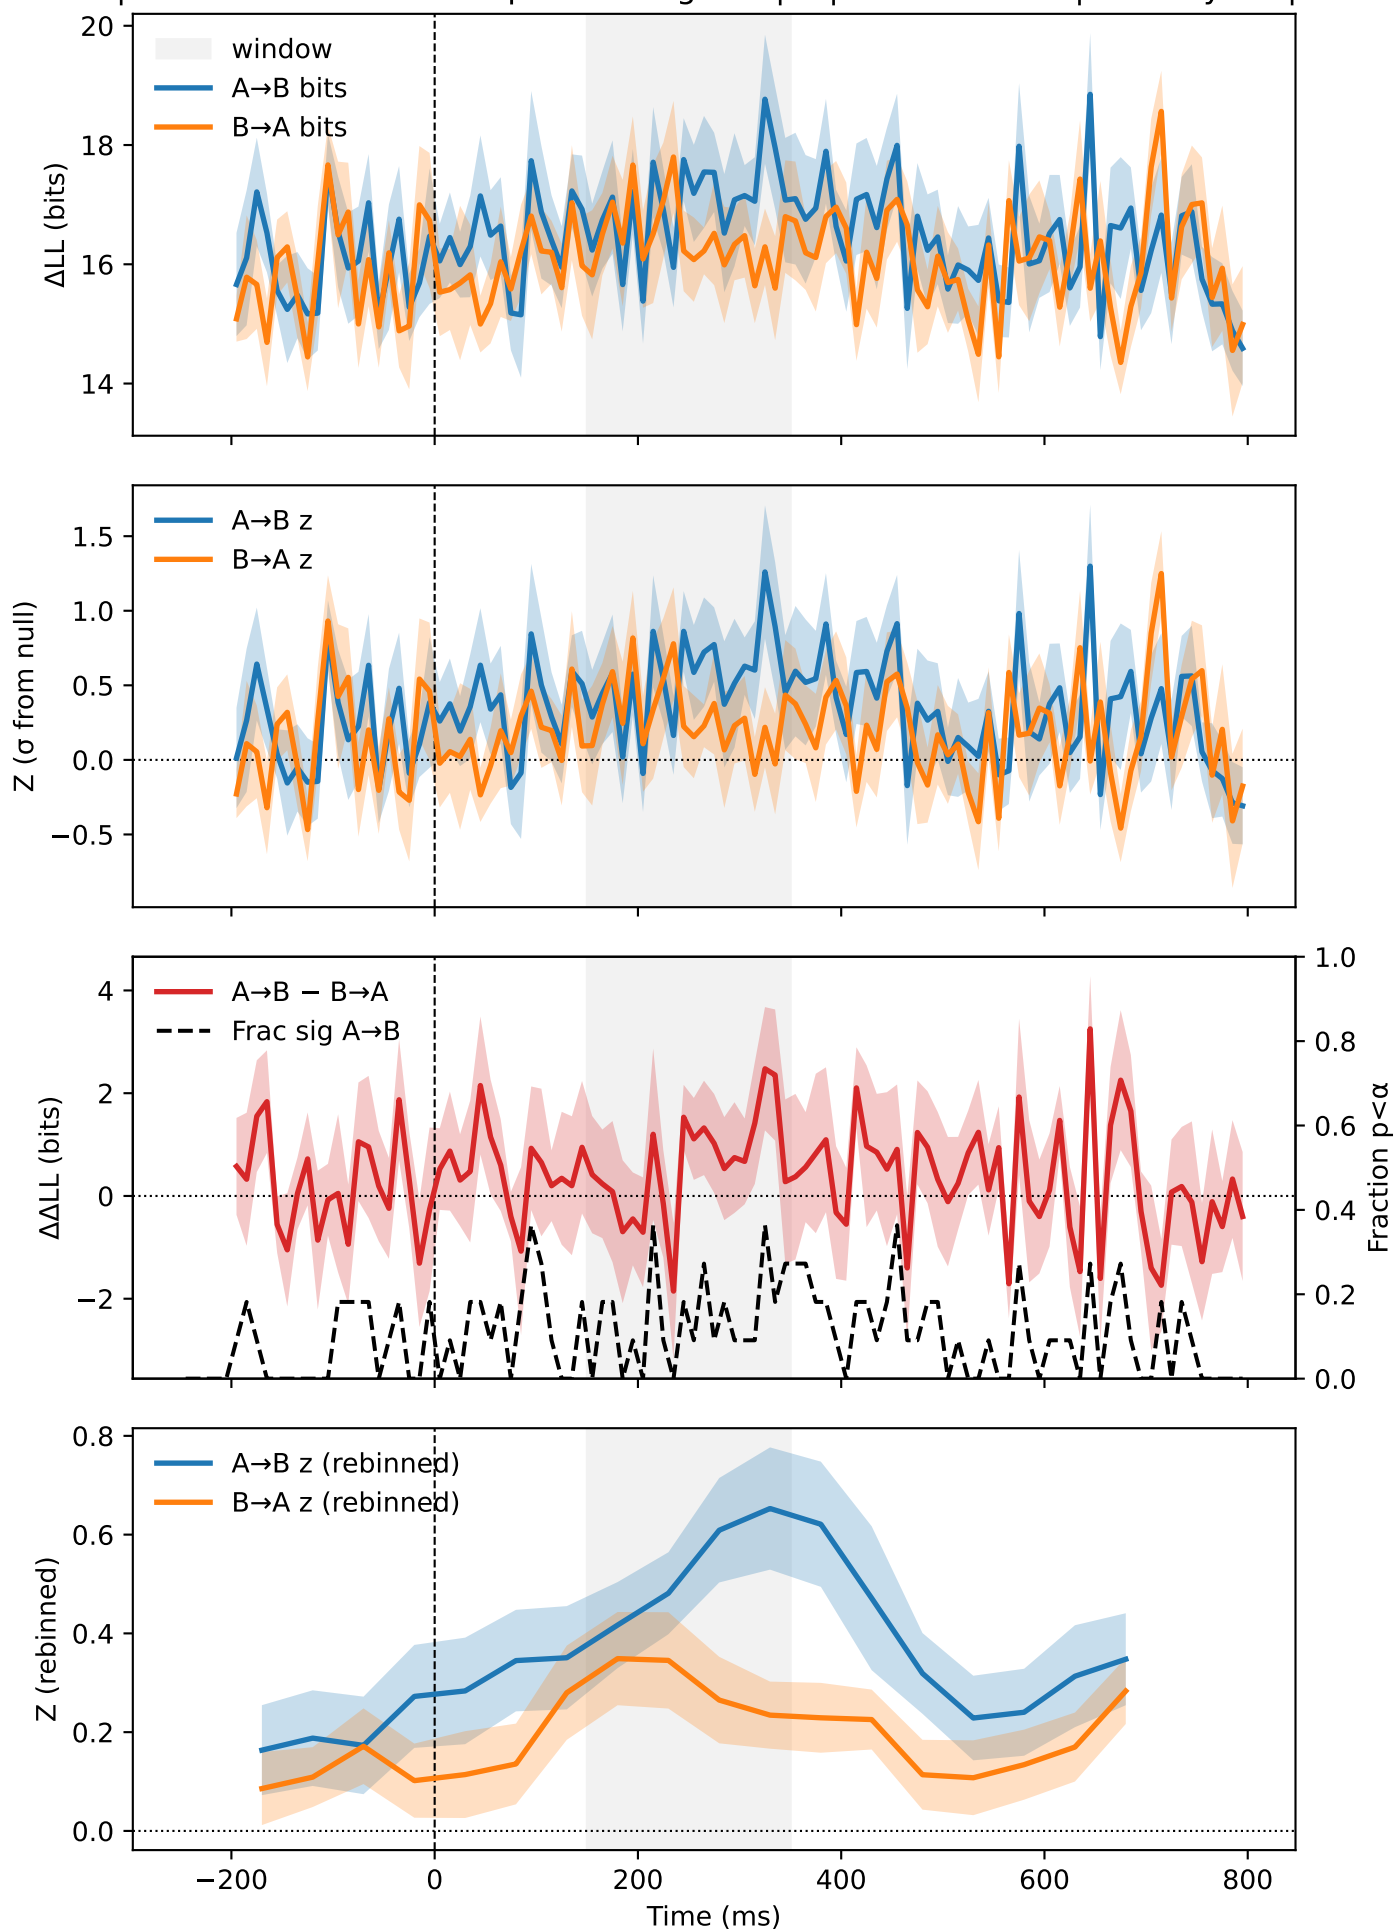 20
18
16
14
ΔLL (bits)
window
A→B bits
B→A bits
1.5
1.0
0.5
0.0
−0.5
Z (σ from null)
A→B z
B→A z
4
2
0
−2
ΔΔLL (bits)
A→B − B→A
Frac sig A→B
1.0
0.8
0.6
0.4
0.2
0.0
Fraction p<α
0.8
0.6
0.4
0.2
0.0
Z (rebinned)
A→B z (rebinned)
B→A z (rebinned)
−200 0 200 400 600 800
Time (ms)